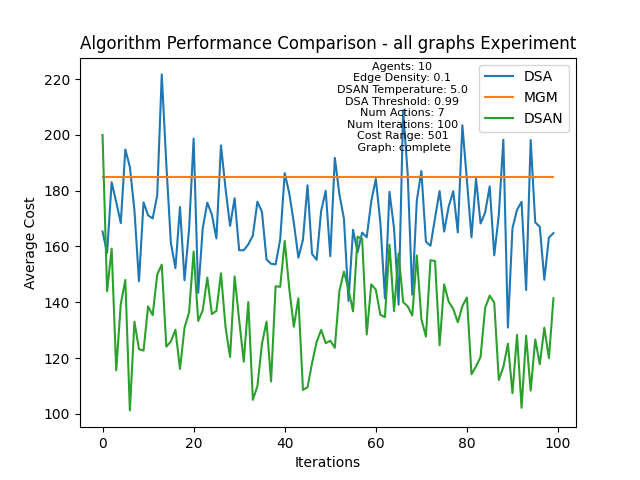 Algorithm Performance Comparison - all graphs Experiment
Agents: 10
Edge Density: 0.1
DSAN Temperature: 5.0
DSA Threshold: 0.99
Num Actions: 7
Num Iterations: 100
Cost Range: 501
Graph: complete
DSA
MGM
DSAN
Average Cost
220
200
180
160
140
120
100
0
20
40
60
80
100
Iterations